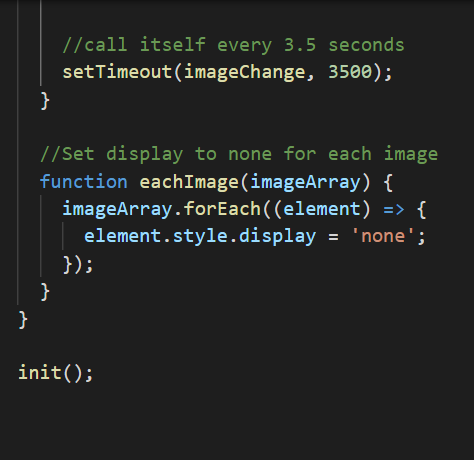 //call itself every 3.5 seconds
setTimeout(imageChange, 3500);
}
//Set display to none for each image
function eachImage(imageArray) {
imageArray.forEach((element) => {
element.style.display = 'none';
});
}
}
init();